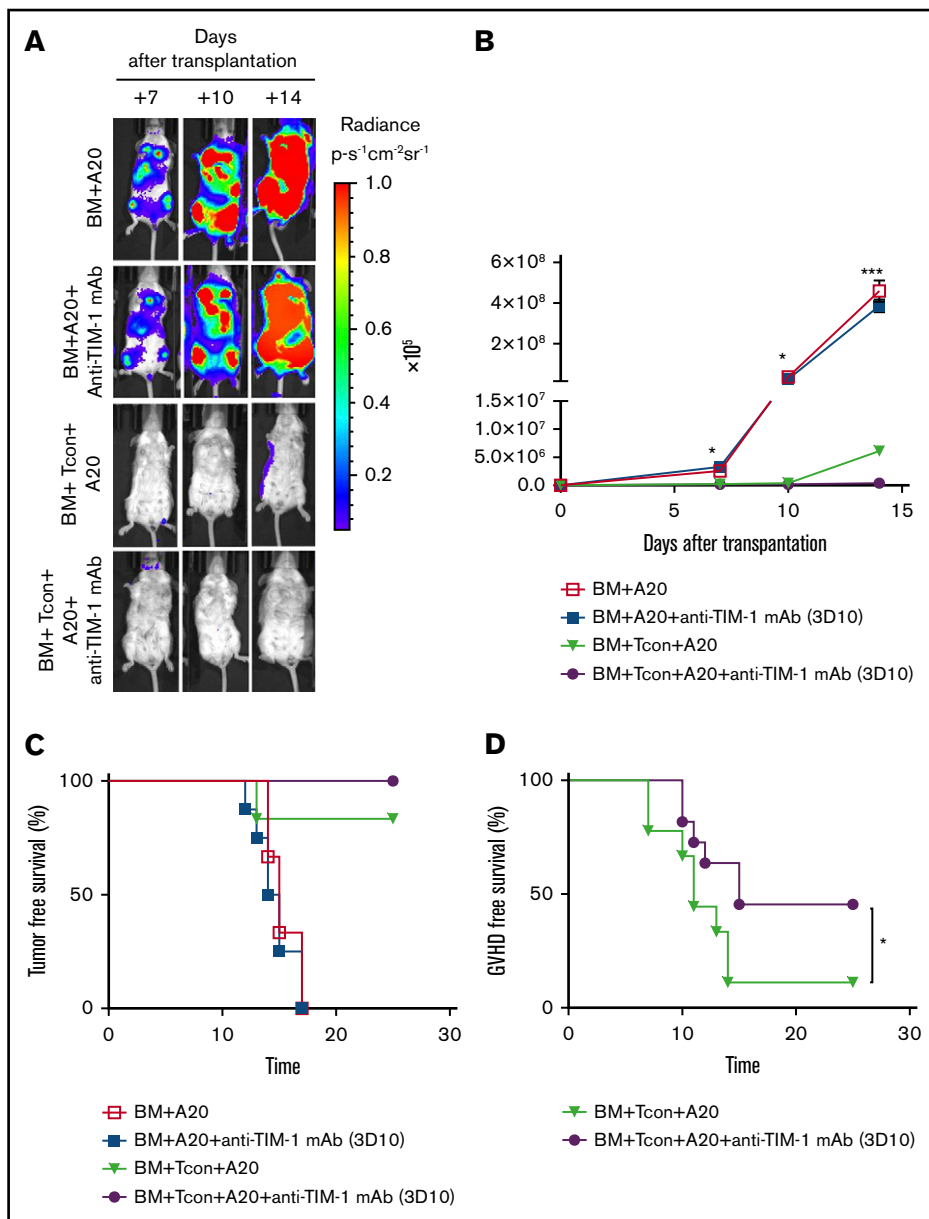 A
Days
after transplantation
+7 +10 +14
BM+A20
BM+A20+
Anti-TIM-1 mAb
BM+ Tcon+
A20
BM+ Tcon+
A20+
anti-TIM-1 mAb
Radiance
p-s⁻¹cm⁻²sr⁻¹
1.0
0.8
0.6
0.4
0.2
×10⁵
B
6×10⁸
4×10⁸
2×10⁸
1.5×10⁷
1.0×10⁷
5.0×10⁶
0.0
*
*
***
0 5 10 15
Days after transpantation
BM+A20
BM+A20+anti-TIM-1 mAb (3D10)
BM+Tcon+A20
BM+Tcon+A20+anti-TIM-1 mAb (3D10)
C
Tumor free survival (%)
100
50
0
0 10 20 30
Time
BM+A20
BM+A20+anti-TIM-1 mAb (3D10)
BM+Tcon+A20
BM+Tcon+A20+anti-TIM-1 mAb (3D10)
D
GVHD free survival (%)
100
50
0
*
0 10 20 30
Time
BM+Tcon+A20
BM+Tcon+A20+anti-TIM-1 mAb (3D10)